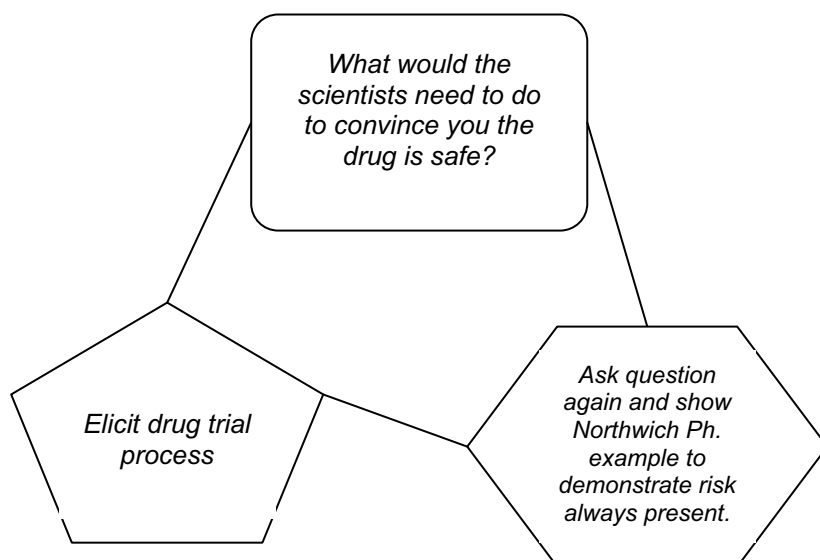 What would the
scientists need to do
to convince you the
drug is safe?
Elicit drug trial
process
Ask question
again and show
Northwich Ph.
example to
demonstrate risk
always present.